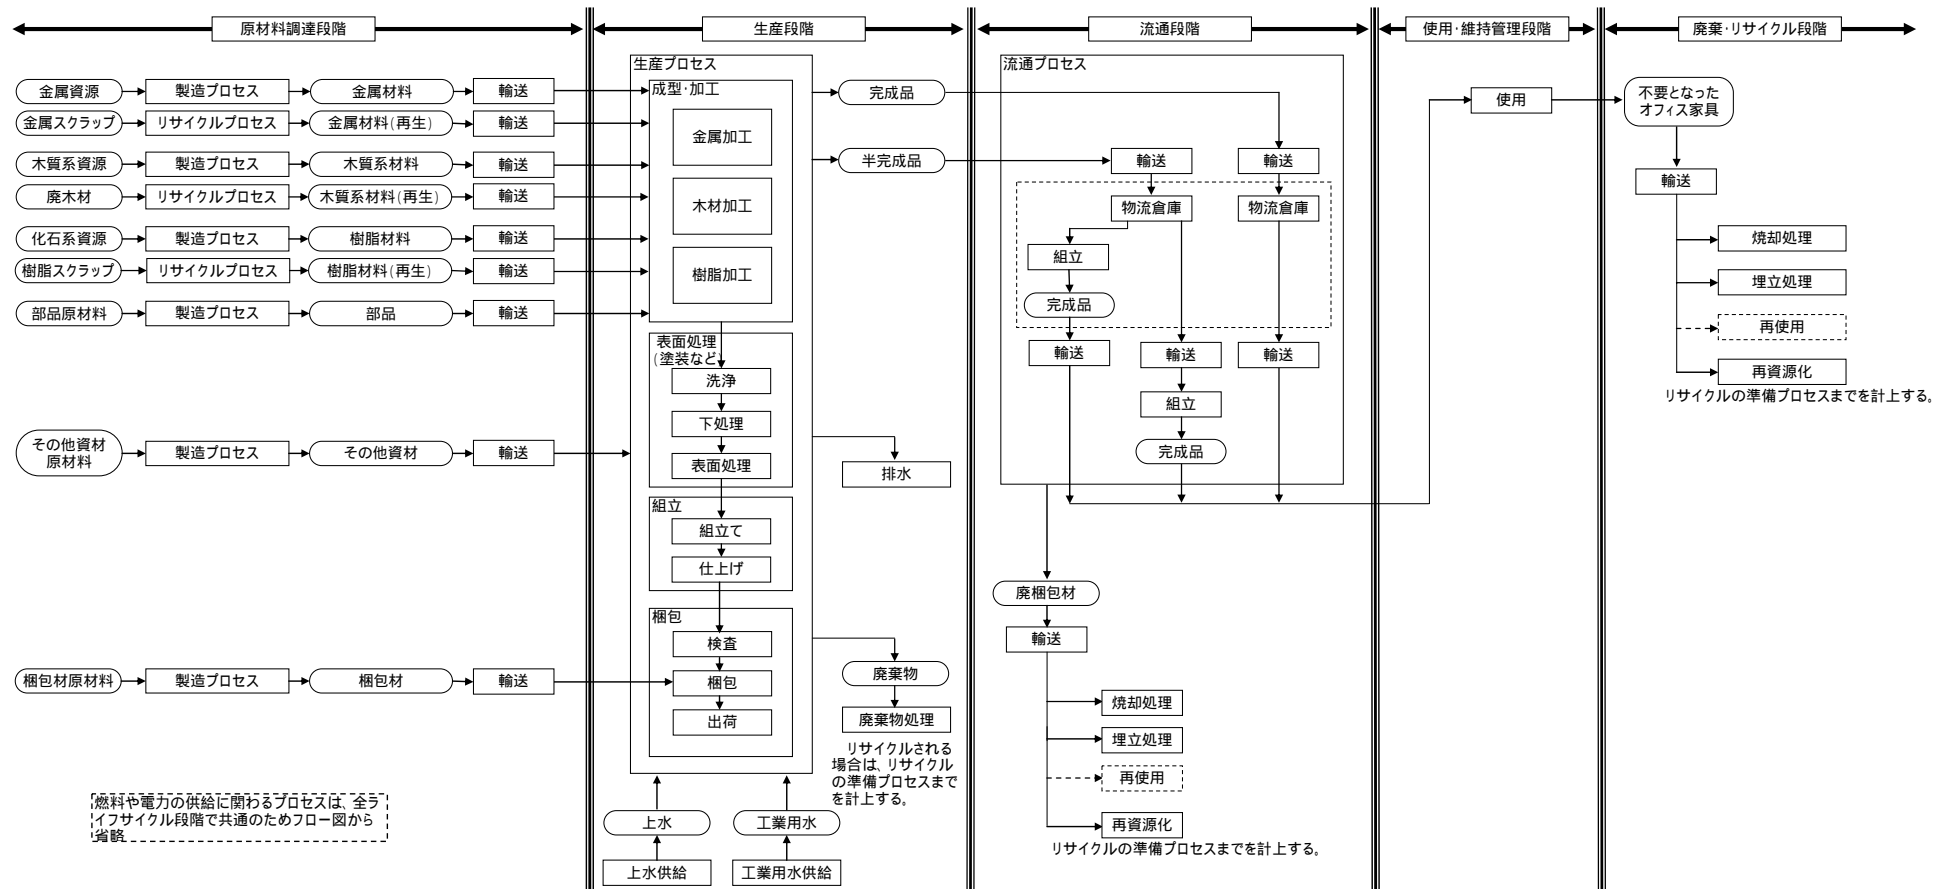 原材料調達段階
生産段階
流通段階
使用・維持管理段階
廃棄・リサイクル段階
金属資源
製造プロセス
金属材料
輸送
金属スクラップ
リサイクルプロセス
金属材料(再生)
輸送
木質系資源
製造プロセス
木質系材料
輸送
廃木材
リサイクルプロセス
木質系材料(再生)
輸送
化石系資源
製造プロセス
樹脂材料
輸送
樹脂スクラップ
リサイクルプロセス
樹脂材料(再生)
輸送
部品原材料
製造プロセス
部品
輸送
その他資材
原材料
製造プロセス
その他資材
輸送
梱包材原材料
製造プロセス
梱包材
輸送
燃料や電力の供給に関わるプロセスは、全ラ
イフサイクル段階で共通のためフロー図から
省略
生産プロセス
成型・加工
金属加工
木材加工
樹脂加工
表面処理
(塗装など)
洗浄
下処理
表面処理
組立
組立て
仕上げ
梱包
検査
梱包
出荷
上水
工業用水
上水供給
工業用水供給
完成品
半完成品
排水
廃棄物
廃棄物処理
リサイクルされる
場合は、リサイクル
の準備プロセスまで
を計上する。
流通プロセス
輸送
輸送
物流倉庫
物流倉庫
組立
完成品
輸送
輸送
輸送
組立
完成品
廃梱包材
輸送
焼却処理
埋立処理
再使用
再資源化
リサイクルの準備プロセスまでを計上する。
使用
不要となった
オフィス家具
輸送
焼却処理
埋立処理
再使用
再資源化
リサイクルの準備プロセスまでを計上する。